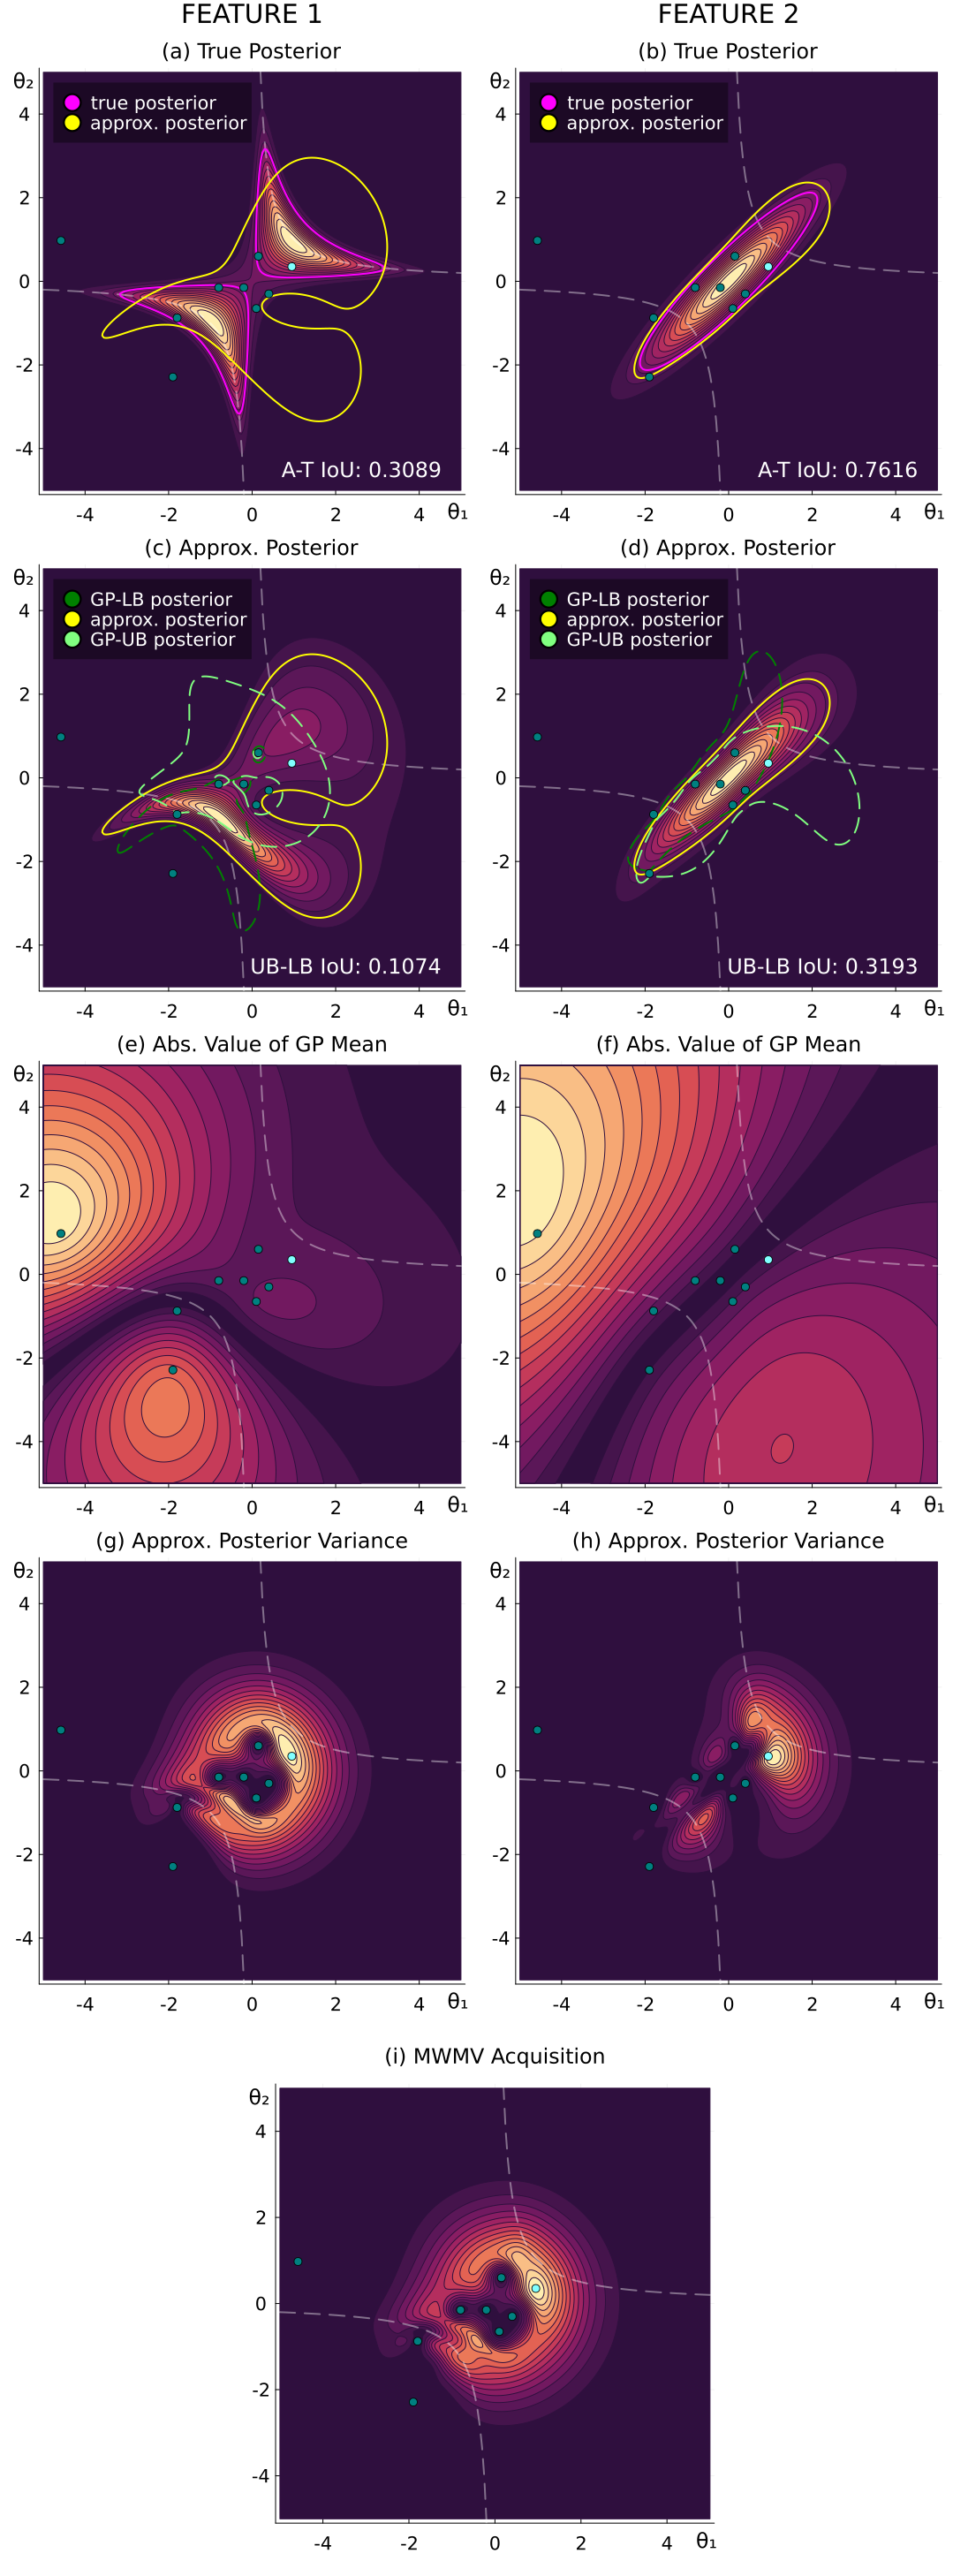 FEATURE 1
FEATURE 2
(a) True Posterior
(b) True Posterior
θ₂
4
2
0
-2
-4
true posterior
approx. posterior
A-T IoU: 0.3089
-4 -2 0 2 4 θ₁
θ₂
4
2
0
-2
-4
true posterior
approx. posterior
A-T IoU: 0.7616
-4 -2 0 2 4 θ₁
(c) Approx. Posterior
(d) Approx. Posterior
θ₂
4
2
0
-2
-4
GP-LB posterior
approx. posterior
GP-UB posterior
UB-LB IoU: 0.1074
-4 -2 0 2 4 θ₁
θ₂
4
2
0
-2
-4
GP-LB posterior
approx. posterior
GP-UB posterior
UB-LB IoU: 0.3193
-4 -2 0 2 4 θ₁
(e) Abs. Value of GP Mean
(f) Abs. Value of GP Mean
θ₂
4
2
0
-2
-4
-4 -2 0 2 4 θ₁
θ₂
4
2
0
-2
-4
-4 -2 0 2 4 θ₁
(g) Approx. Posterior Variance
(h) Approx. Posterior Variance
θ₂
4
2
0
-2
-4
-4 -2 0 2 4 θ₁
θ₂
4
2
0
-2
-4
-4 -2 0 2 4 θ₁
(i) MWMV Acquisition
θ₂
4
2
0
-2
-4
-4 -2 0 2 4 θ₁